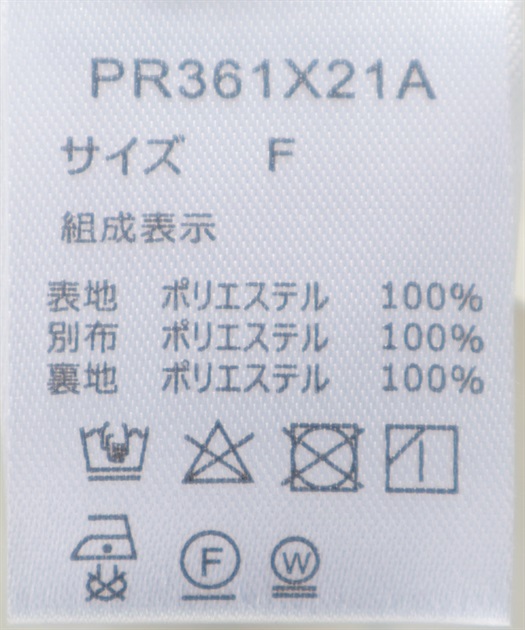 PR361X21A
サイズ F
組成表示
表地 ポリエステル 100%
別布 ポリエステル 100%
裏地 ポリエステル 100%
F W